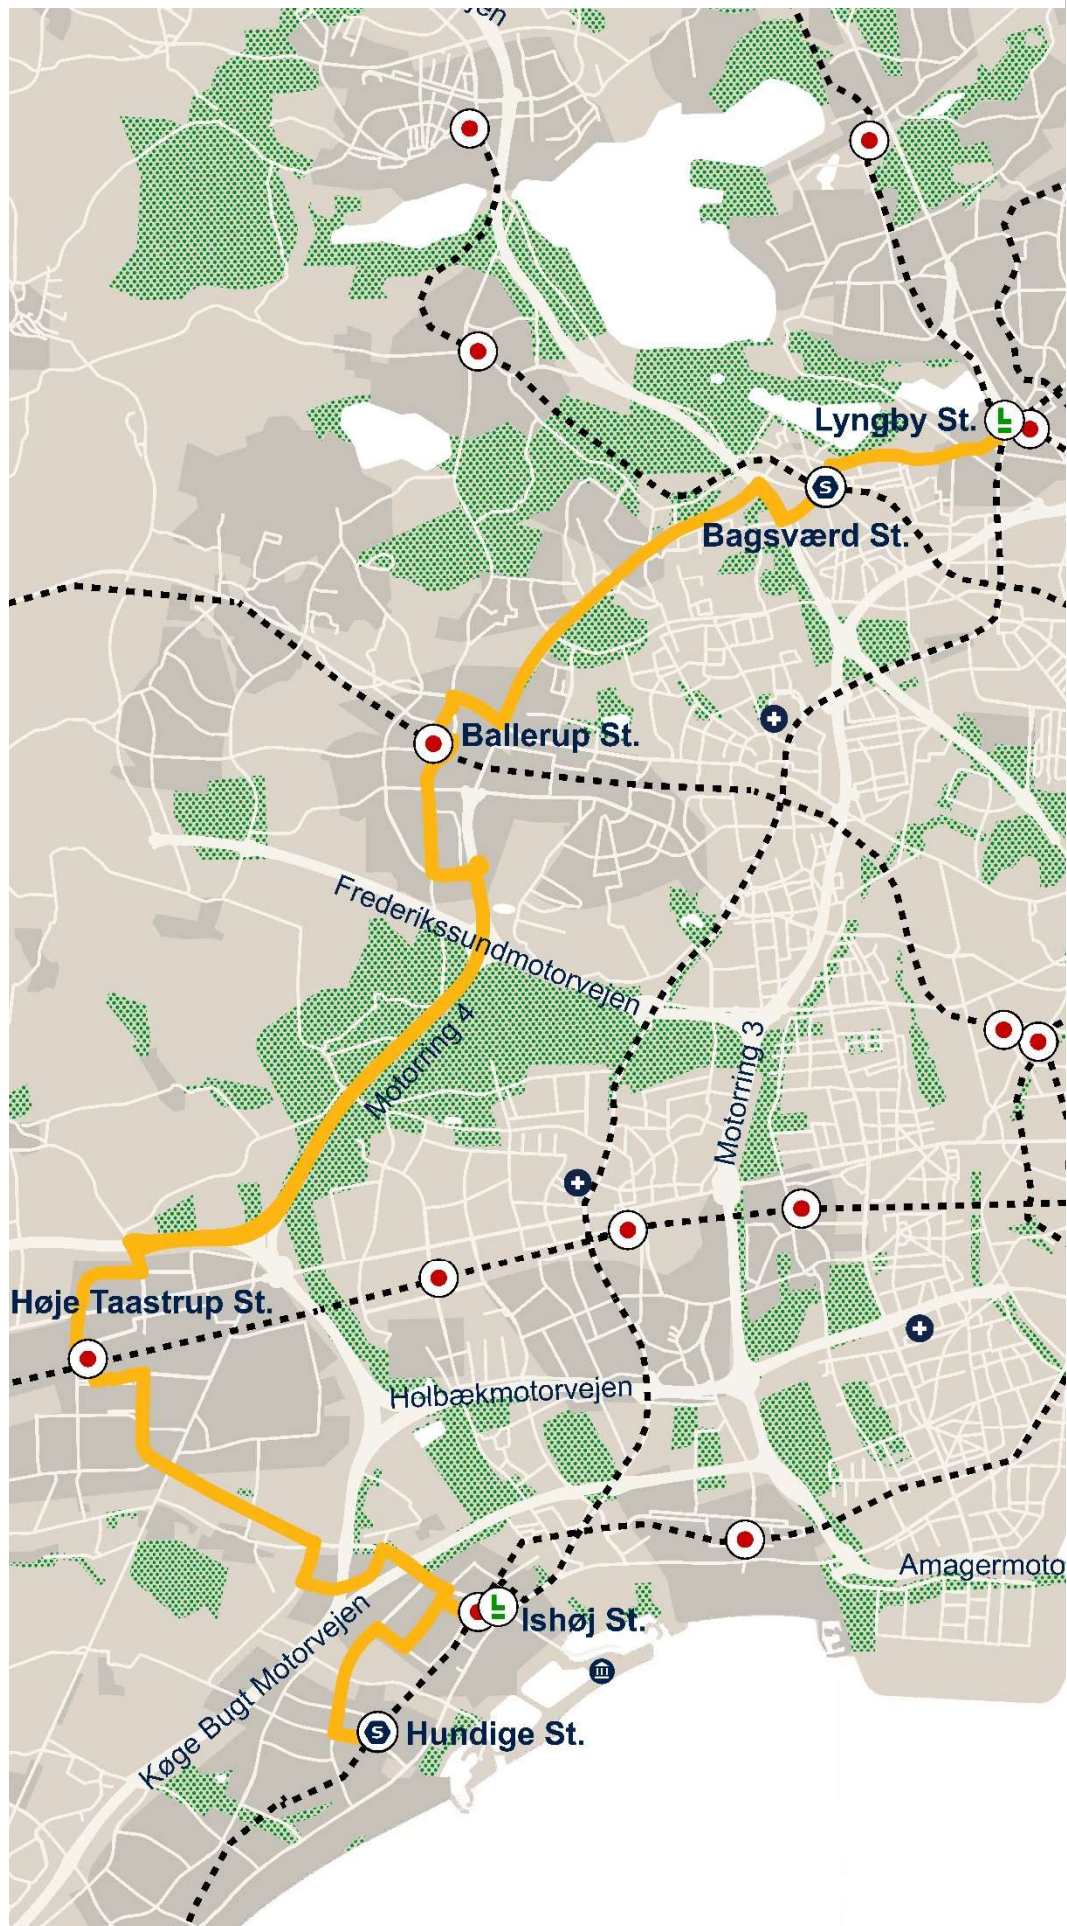 Lyngby St.
Bagsværd St.
Ballerup St.
Frederikssundmotorvejen
Motorring 4
Motorring 3
Høje Taastrup St.
Holbækmotorvejen
Amagermoto
Ishøj St.
Køge Bugt Motorvejen
Hundige St.